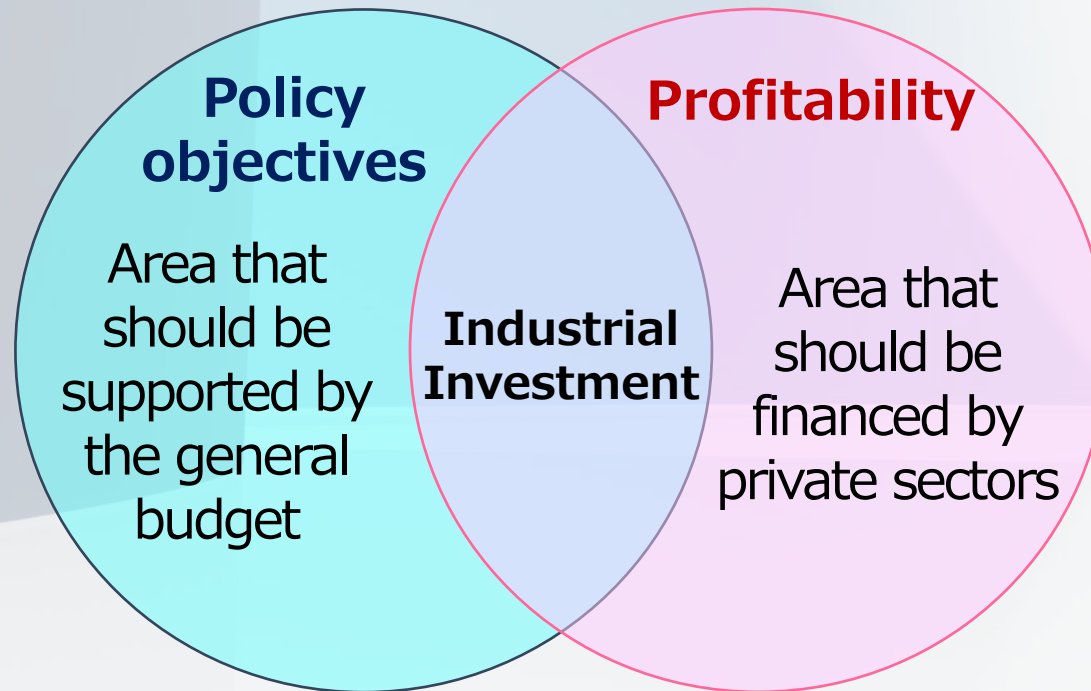 Policy
objectives
Area that
should be
supported by
the general
budget
Industrial
Investment
Profitability
Area that
should be
financed by
private sectors